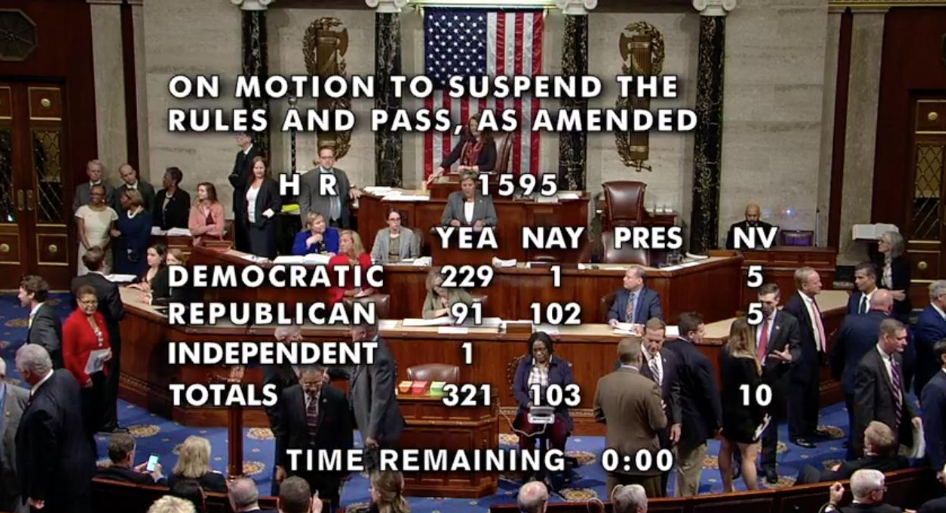 ON MOTION TO SUSPEND THE
RULES AND PASS, AS AMENDED
H R 1595
YEA NAY PRES NV
DEMOCRATIC 229 1 5
REPUBLICAN 91 102 5
INDEPENDENT 1
TOTALS 321 103 10
TIME REMAINING 0:00